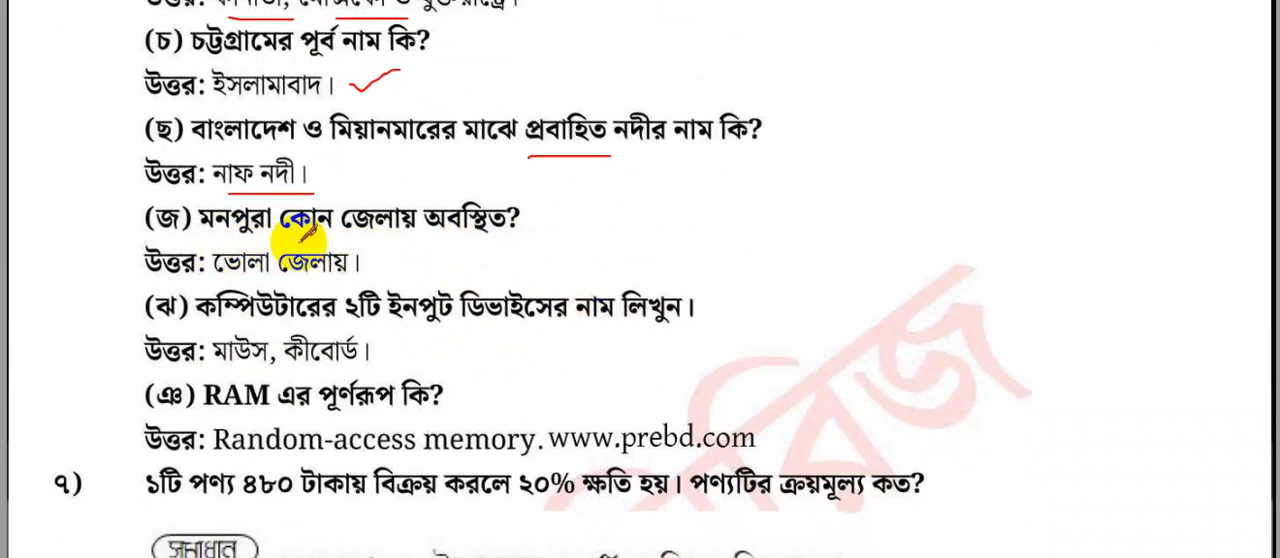 (চ) চট্টগ্রামের পূর্ব নাম কি?
উত্তর: ইসলামাবাদ।
(ছ) বাংলাদেশ ও মিয়ানমারের মাঝে প্রবাহিত নদীর নাম কি?
উত্তর: নাফ নদী।
(জ) মনপুরা কোন জেলায় অবস্থিত?
উত্তর: ভোলা জেলায়।
(ঝ) কম্পিউটারের ২টি ইনপুট ডিভাইসের নাম লিখুন।
উত্তর: মাউস, কীবোর্ড।
(ঞ) RAM এর পূর্ণরূপ কি?
উত্তর: Random-access memory. www.prebd.com
৭) ১টি পণ্য ৪৮০ টাকায় বিক্রয় করলে ২০% ক্ষতি হয়। পণ্যটির ক্রয়মূল্য কত?
সমাধান